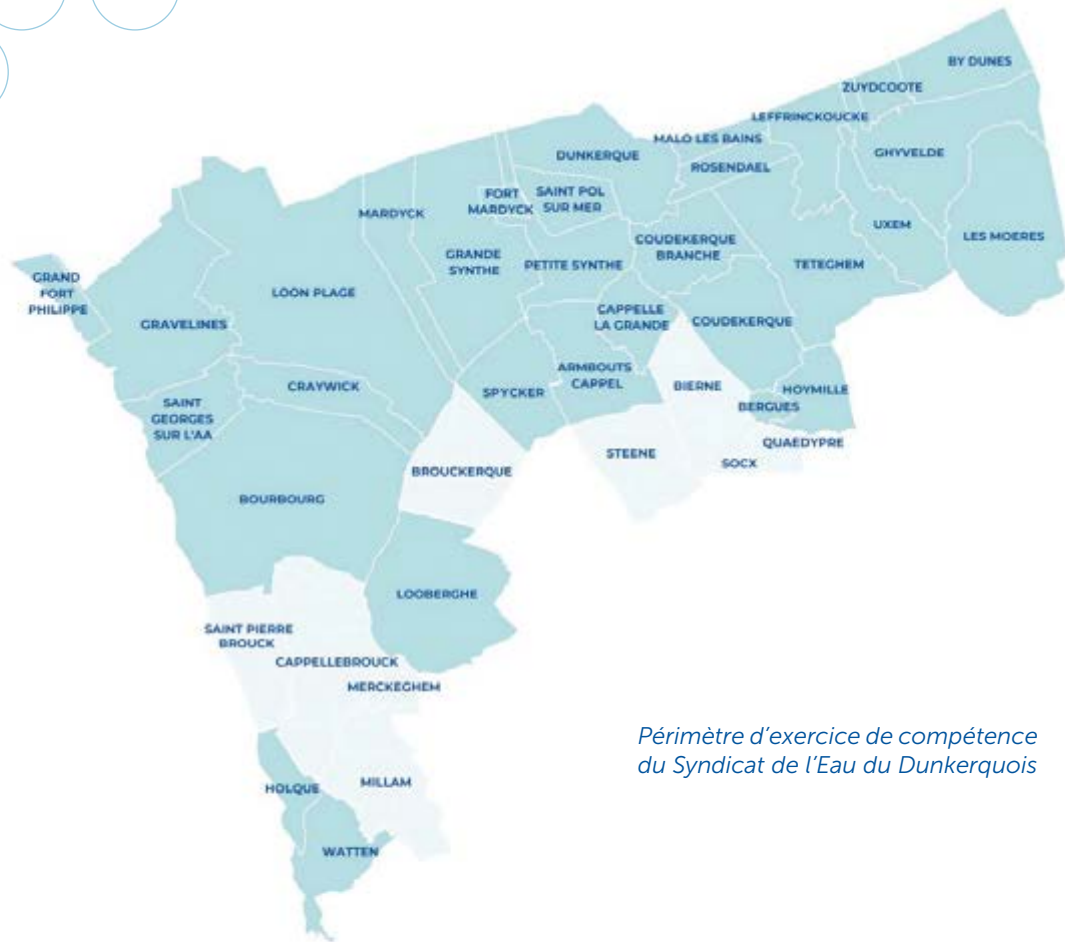 BY DUNES
ZUYDCOOTE
LEFFRINCKOUCKE
MALO LES BAINS
DUNKERQUE
GHYVELDE
ROSENDAEL
FORT
MARDYCK
SAINT POL
SUR MER
MARDYCK
UXEM
LES MOERES
COUDEKERQUE
BRANCHE
GRANDE
SYNTHE
PETITE SYNTHE
TETEGHEM
GRAND
FORT
PHILIPPE
LOON PLAGE
GRAVELINES
CAPPELLE
LA GRANDE
COUDEKERQUE
ARMBOUTS
CAPPEL
CRAYWICK
SPYCKER
BIERNE
HOYMILLE
BERGUES
SAINT
GEORGES
SUR L'AA
QUAEDYPRE
STEENE
SOCX
BROUCKERQUE
BOURBOURG
LOOBERGHE
SAINT PIERRE
BROUCK
CAPPELLEBROUCK
MERCKEGHEM
Périmètre d'exercice de compétence
du Syndicat de l'Eau du Dunkerquois
HOLQUE
MILLAM
WATTEN